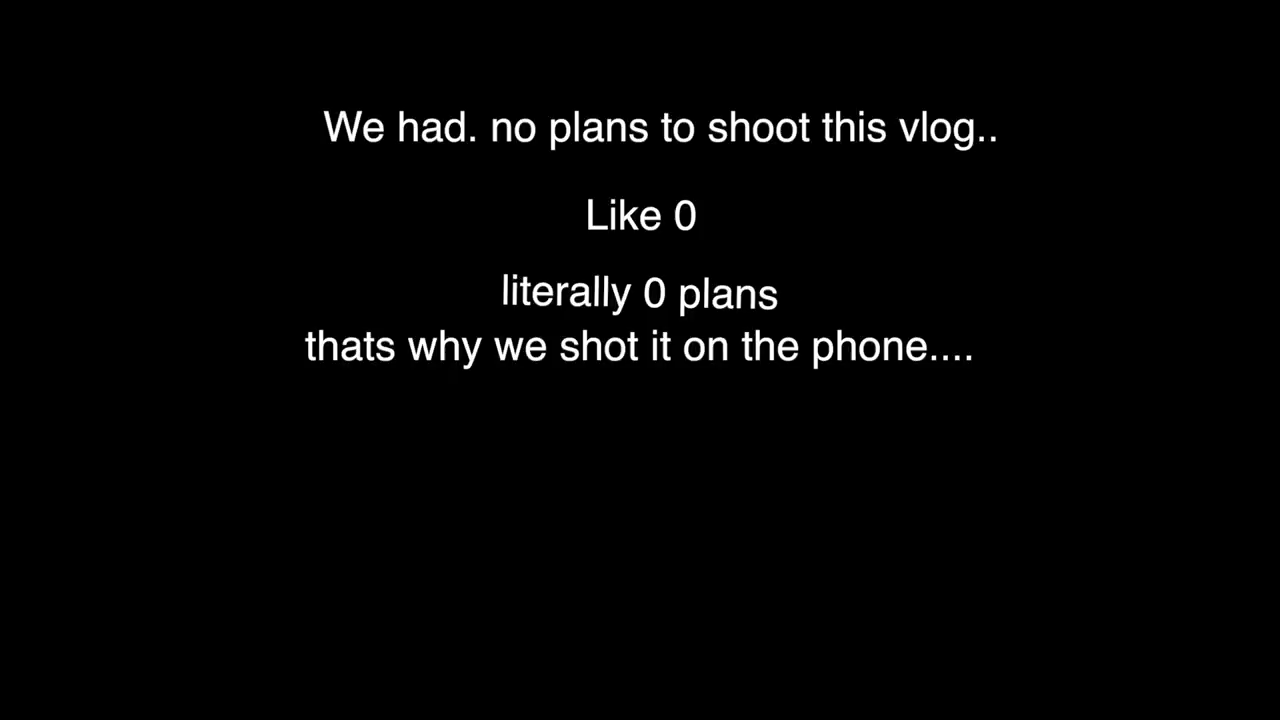 We had. no plans to shoot this vlog..
Like 0
literally 0 plans
thats why we shot it on the phone....